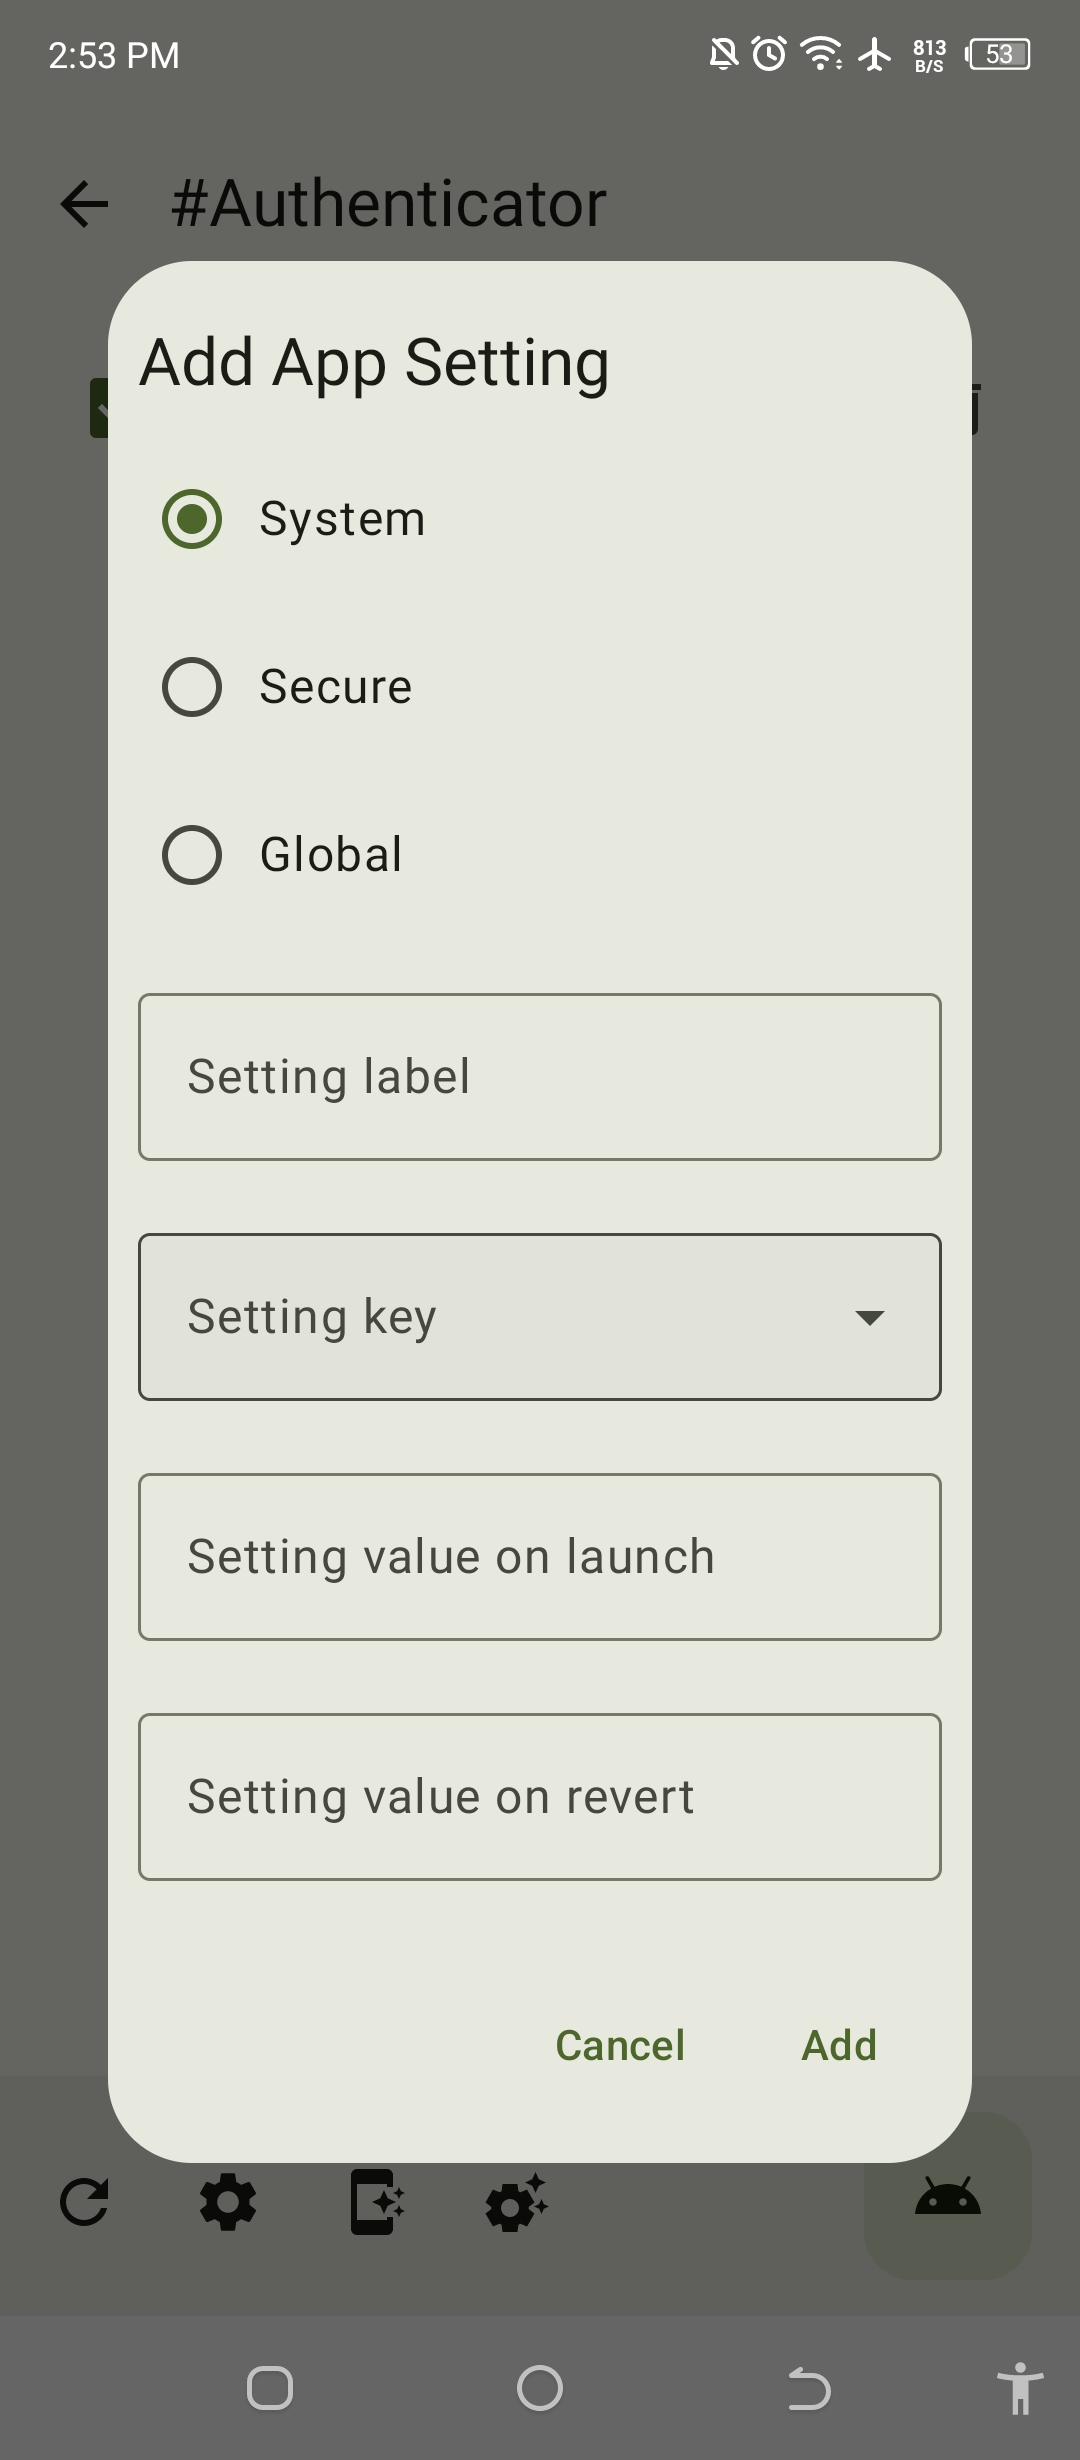 2:53 PM
813
B/S
53
#Authenticator
Add App Setting
System
Secure
Global
Setting label
Setting key
Setting value on launch
Setting value on revert
Cancel
Add